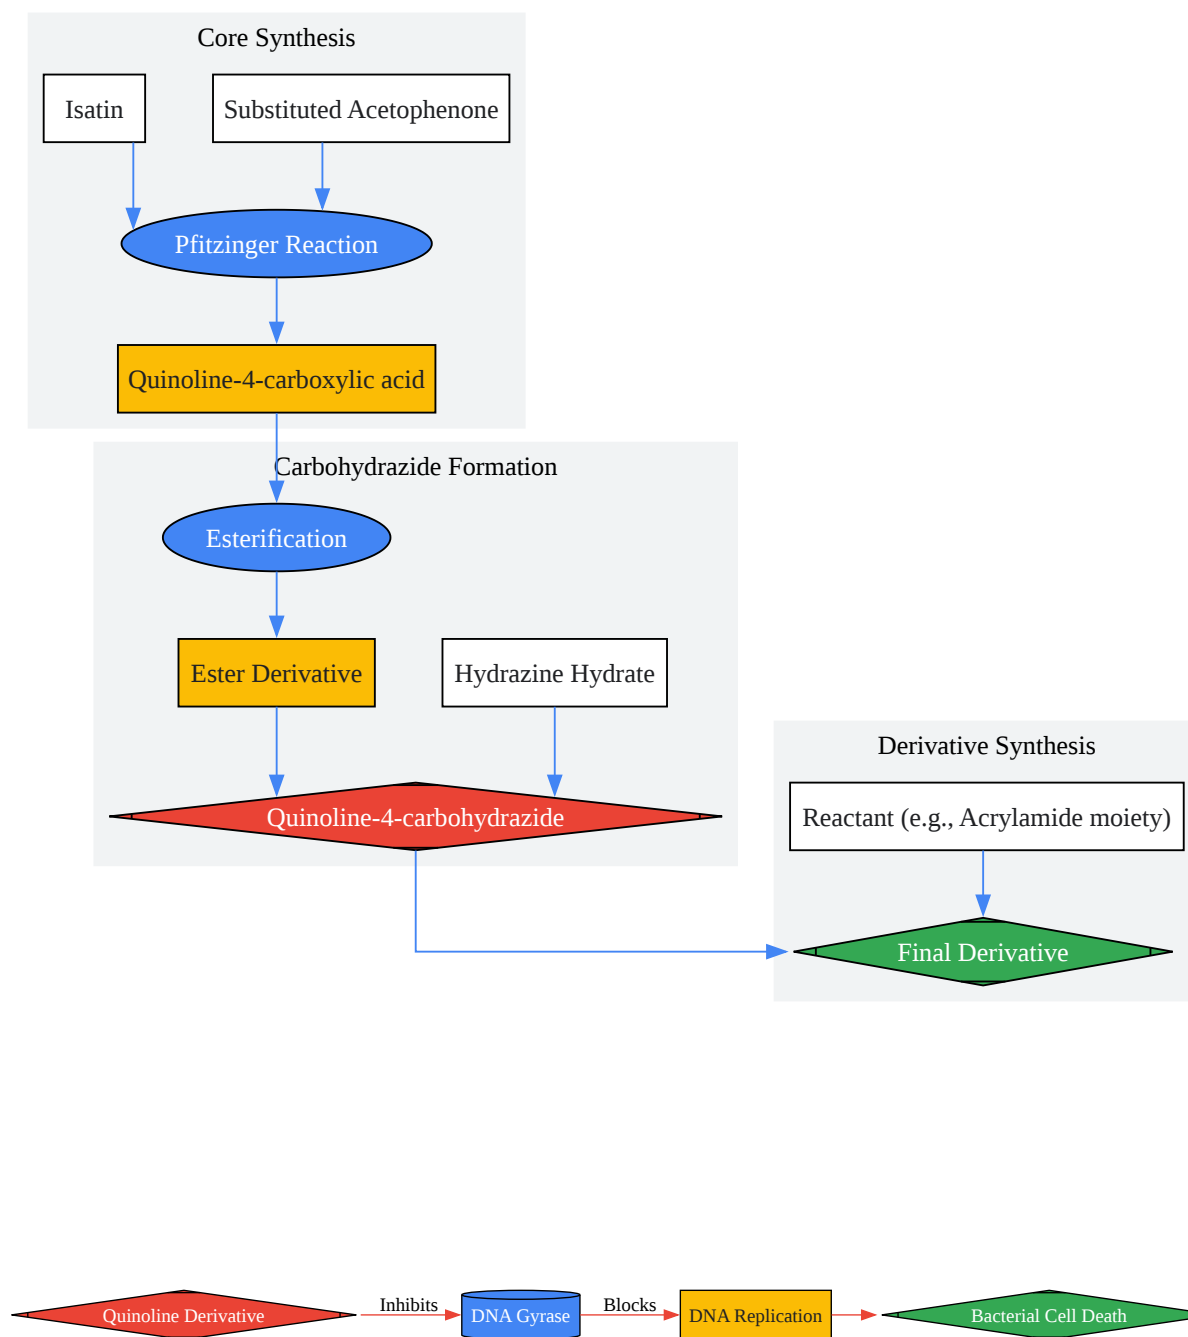 Core Synthesis
Isatin
Substituted Acetophenone
Pfitzinger Reaction
Quinoline-4-carboxylic acid
Carbohydrazide Formation
Esterification
Ester Derivative
Hydrazine Hydrate
Quinoline-4-carbohydrazide
Derivative Synthesis
Reactant (e.g., Acrylamide moiety)
Final Derivative
Quinoline Derivative
Inhibits
DNA Gyrase
Blocks
DNA Replication
Bacterial Cell Death